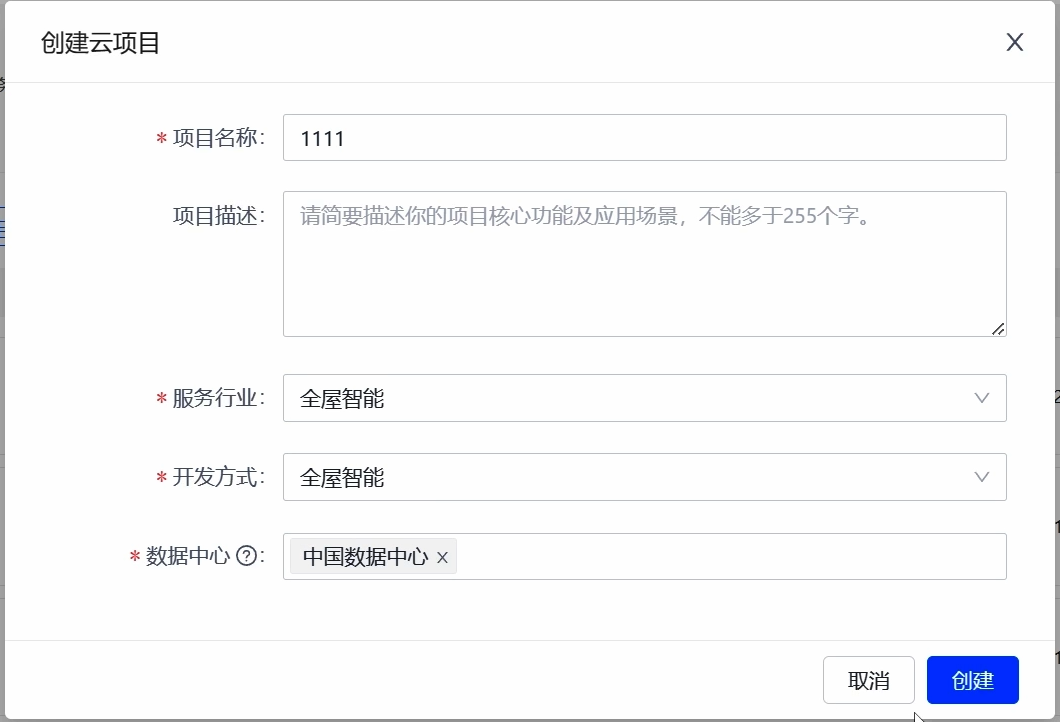 创建云项目
* 项目名称: 1111
项目描述: 请简要描述你的项目核心功能及应用场景，不能多于255个字。
* 服务行业: 全屋智能
* 开发方式: 全屋智能
* 数据中心 ?: 中国数据中心 ×
取消 创建